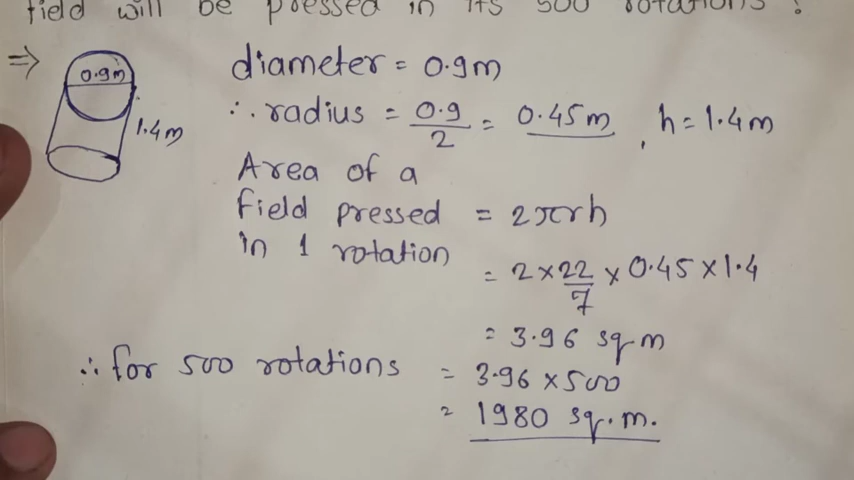 field will be pressed in its 500 rotations ?
⇒ 0.9m diameter = 0.9m
1.4m ∴ radius = 0.9/2 = 0.45m , h = 1.4m
Area of a
field pressed = 2πrh
in 1 rotation
= 2 × 22/7 × 0.45 × 1.4
= 3.96 sq.m
∴ for 500 rotations = 3.96 × 500
= 1980 sq.m.